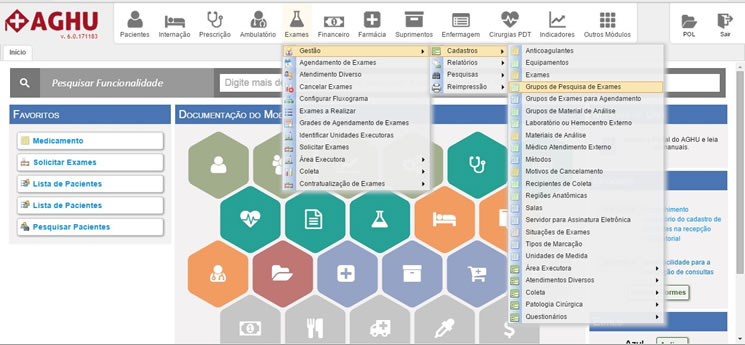 AGHU
v. 6.0.171183
Pacientes
Internação
Prescrição
Ambulatório
Exames
Financeiro
Farmácia
Suprimentos
Enfermagem
Cirurgias PDT
Indicadores
Outros Módulos
POL
Sair
Início
Pesquisar Funcionalidade
Digite mais de
FAVORITOS
Medicamento
Solicitar Exames
Lista de Pacientes
Lista de Pacientes
Pesquisar Pacientes
DOCUMENTAÇÃO DO MOD
Gestão
Agendamento de Exames
Atendimento Diverso
Cancelar Exames
Configurar Fluxograma
Exames a Realizar
Grades de Agendamento de Exames
Identificar Unidades Executoras
Solicitar Exames
Área Executora
Coleta
Contratualização de Exames
Cadastros
Relatórios
Pesquisas
Reimpressão
Anticoagulantes
Equipamentos
Exames
Grupos de Pesquisa de Exames
Grupos de Exames para Agendamento
Grupos de Material de Análise
Laboratório ou Hemocentro Externo
Materiais de Análise
Médico Atendimento Externo
Métodos
Motivos de Cancelamento
Recipientes de Coleta
Regiões Anatômicas
Salas
Servidor para Assinatura Eletrônica
Situações de Exames
Tipos de Marcação
Unidades de Medida
Área Executora
Atendimentos Diversos
Coleta
Patologia Cirúrgica
Questionários
al do AGHU e leia
anuais.
himento
tório do cadastro de
s na recepção
torial
cilidade para a
ção de consultas
ormes
Azul